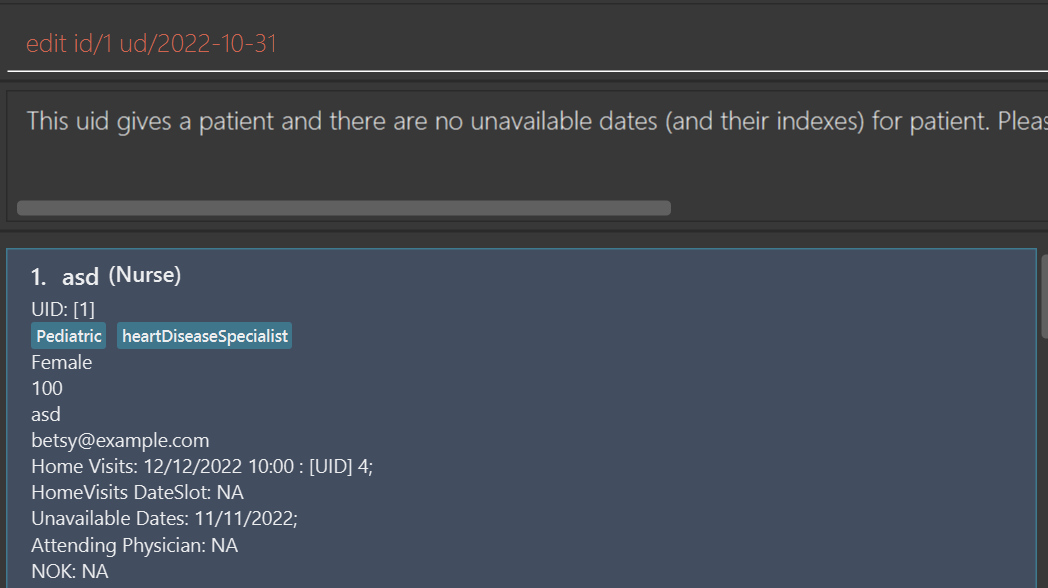 edit id/1 ud/2022-10-31
This uid gives a patient and there are no unavailable dates (and their indexes) for patient.
1. asd (Nurse)
UID: [1]
Pediatric heartDiseaseSpecialist
Female
100
asd
betsy@example.com
Home Visits: 12/12/2022 10:00 : [UID] 4;
HomeVisits DateSlot: NA
Unavailable Dates: 11/11/2022;
Attending Physician: NA
NOK: NA